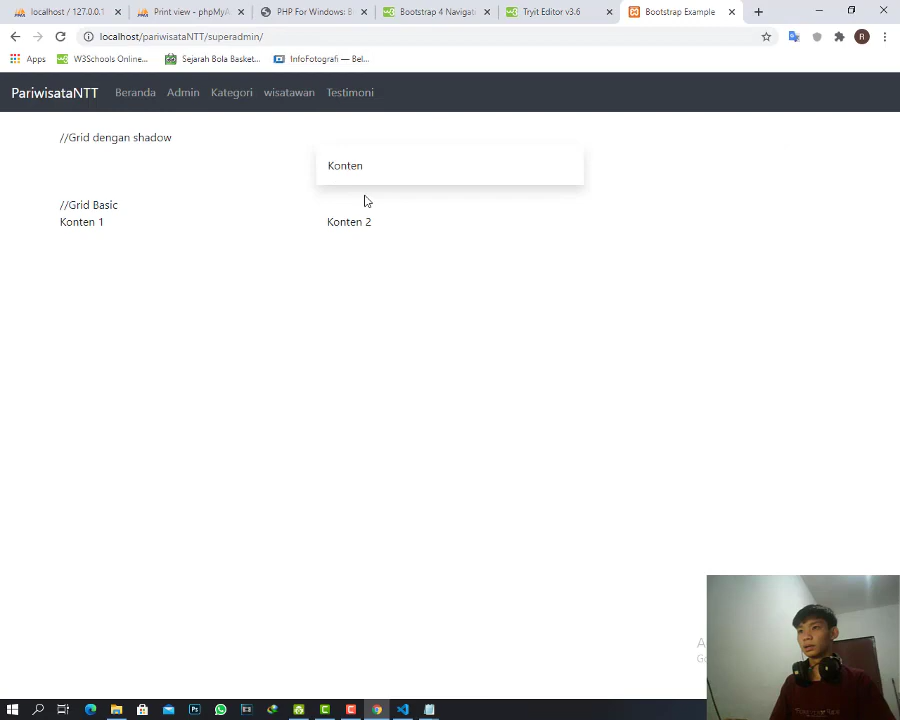 localhost / 127.0.0.1
Print view - phpMyA
PHP For Windows: B
Bootstrap 4 Navigat
Tryit Editor v3.6
Bootstrap Example
localhost/pariwisataNTT/superadmin/
R
Apps
W3Schools Online...
Sejarah Bola Basket...
1InfoFotografi — Bel...
PariwisataNTT
Beranda
Admin
Kategori
wisatawan
Testimoni
//Grid dengan shadow
Konten
//Grid Basic
Konten 1
Konten 2